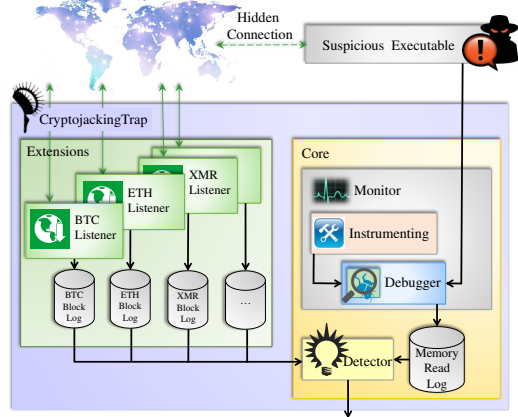 Hidden
Connection
Suspicious Executable
CryptojackingTrap
Extensions
XMR
Listener
ETH
Listener
BTC
Listener
BTC
Block
Log
ETH
Block
Log
XMR
Block
Log
...
Core
Monitor
Instrumenting
Debugger
Detector
Memory
Read
Log